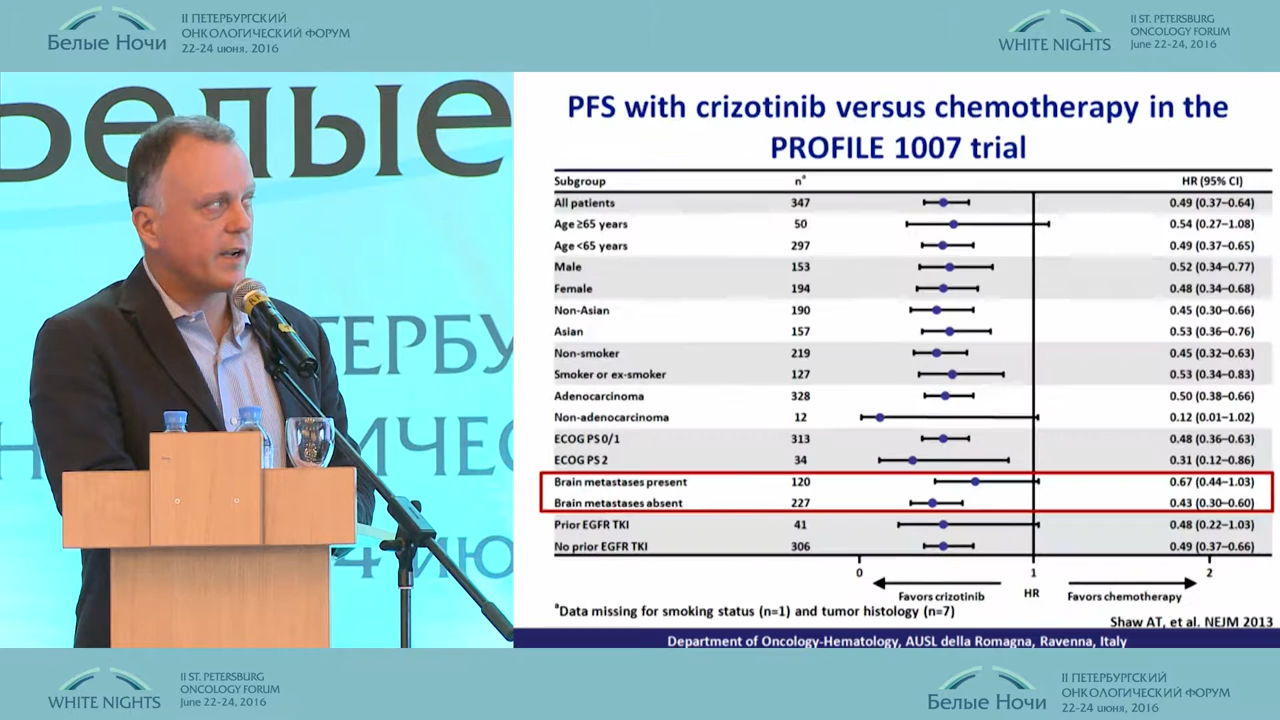 II ПЕТЕРБУРГСКИЙ
ОНКОЛОГИЧЕСКИЙ ФОРУМ
Белые Ночи
22-24 июня, 2016
WHITE NIGHTS
II ST. PETERSBURG
ONCOLOGY FORUM
June 22-24, 2016
Белые
PFS with crizotinib versus chemotherapy in the
PROFILE 1007 trial
Subgroup nª HR (95% CI)
All patients 347 0.49 (0.37–0.64)
Age ≥65 years 50 0.54 (0.27–1.08)
Age <65 years 297 0.49 (0.37–0.65)
Male 153 0.52 (0.34–0.77)
Female 194 0.48 (0.34–0.68)
Non-Asian 190 0.45 (0.30–0.66)
Asian 157 0.53 (0.36–0.76)
Non-smoker 219 0.45 (0.32–0.63)
Smoker or ex-smoker 127 0.53 (0.34–0.83)
Adenocarcinoma 328 0.50 (0.38–0.66)
Non-adenocarcinoma 12 0.12 (0.01–1.02)
ECOG PS 0/1 313 0.48 (0.36–0.63)
ECOG PS 2 34 0.31 (0.12–0.86)
Brain metastases present 120 0.67 (0.44–1.03)
Brain metastases absent 227 0.43 (0.30–0.60)
Prior EGFR TKI 41 0.48 (0.22–1.03)
No prior EGFR TKI 306 0.49 (0.37–0.66)
0 1 2
Favors crizotinib HR Favors chemotherapy
ªData missing for smoking status (n=1) and tumor histology (n=7)
Shaw AT, et al. NEJM 2013
Department of Oncology-Hematology, AUSL della Romagna, Ravenna, Italy
WHITE NIGHTS
II ST. PETERSBURG
ONCOLOGY FORUM
June 22-24, 2016
Белые Ночи
II ПЕТЕРБУРГСКИЙ
ОНКОЛОГИЧЕСКИЙ ФОРУМ
22-24 июня, 2016